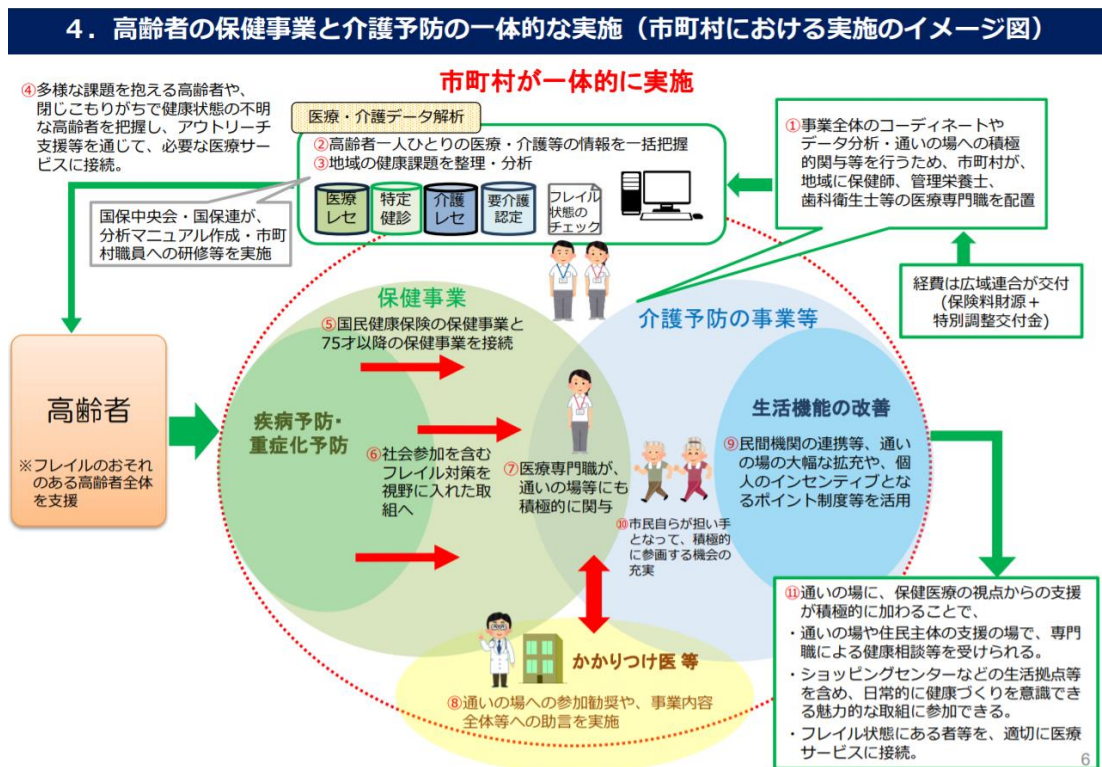 ４．高齢者の保健事業と介護予防の一体的な実施（市町村における実施のイメージ図）
市町村が一体的に実施
④多様な課題を抱える高齢者や、
閉じこもりがちで健康状態の不明
な高齢者を把握し、アウトリーチ
支援等を通じて、必要な医療サー
ビスに接続。
医療・介護データ解析
②高齢者一人ひとりの医療・介護等の情報を一括把握
③地域の健康課題を整理・分析
医療
レセ
特定
健診
介護
レセ
要介護
認定
フレイル
状態の
チェック
①事業全体のコーディネートや
データ分析・通いの場への積極
的関与等を行うため、市町村が、
地域に保健師、管理栄養士、
歯科衛生士等の医療専門職を配置
国保中央会・国保連が、
分析マニュアル作成・市町
村職員への研修等を実施
経費は広域連合が交付
(保険料財源＋
特別調整交付金)
高齢者
※フレイルのおそれ
のある高齢者全体
を支援
保健事業
⑤国民健康保険の保健事業と
75才以降の保健事業を接続
疾病予防・
重症化予防
⑥社会参加を含む
フレイル対策を
視野に入れた取
組へ
⑦医療専門職が、
通いの場等にも
積極的に関与
介護予防の事業等
生活機能の改善
⑨民間機関の連携等、通い
の場の大幅な拡充や、個
人のインセンティブとな
るポイント制度等を活用
⑩市民自らが担い手
となって、積極的
に参画する機会の
充実
かかりつけ医 等
⑧通いの場への参加勧奨や、事業内容
全体等への助言を実施
⑪通いの場に、保健医療の視点からの支援
が積極的に加わることで、
・通いの場や住民主体の支援の場で、専門
職による健康相談等を受けられる。
・ショッピングセンターなどの生活拠点等
を含め、日常的に健康づくりを意識でき
る魅力的な取組に参加できる。
・フレイル状態にある者等を、適切に医療
サービスに接続。
6